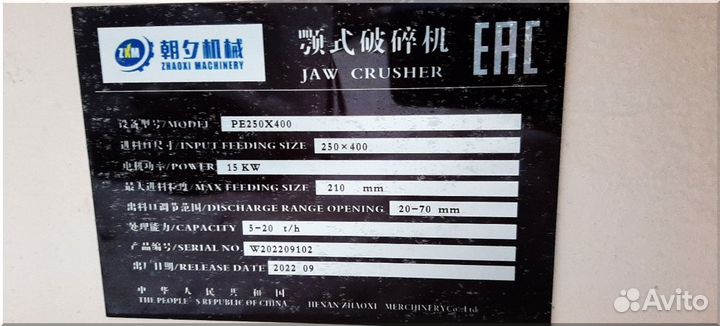 ZXM 朝夕机械
ZHAOXI MACHINERY
颚式破碎机
JAW CRUSHER
EAC
设备型号/MODEL PE250X400
进料口尺寸/INPUT FEEDING SIZE 250×400
电机功率/POWER 15 KW
最大进料粒度/MAX FEEDING SIZE 210 mm
出料口调节范围/DISCHARGE RANGE OPENING 20-70 mm
处理能力/CAPACITY 5-20 t/h
产品编号/SERIAL NO. W202209102
出厂日期/RELEASE DATE 2022 09
中华人民共和国
THE PEOPLE'S REPUBLIC OF CHINA HENAN ZHAOXI MERCHINERY Co.,Ltd
Avito